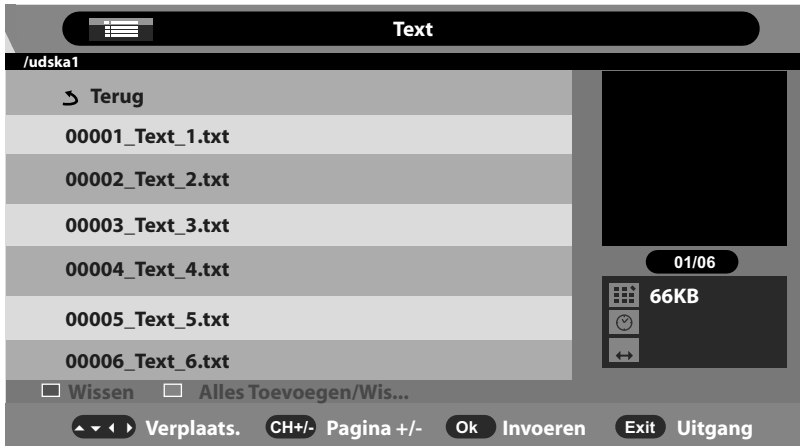 Text
/udska1
Terug
00001_Text_1.txt
00002_Text_2.txt
00003_Text_3.txt
00004_Text_4.txt
00005_Text_5.txt
00006_Text_6.txt
01/06
66KB
Wissen Alles Toevoegen/Wis...
Verplaats. CH+/- Pagina +/- Ok Invoeren Exit Uitgang